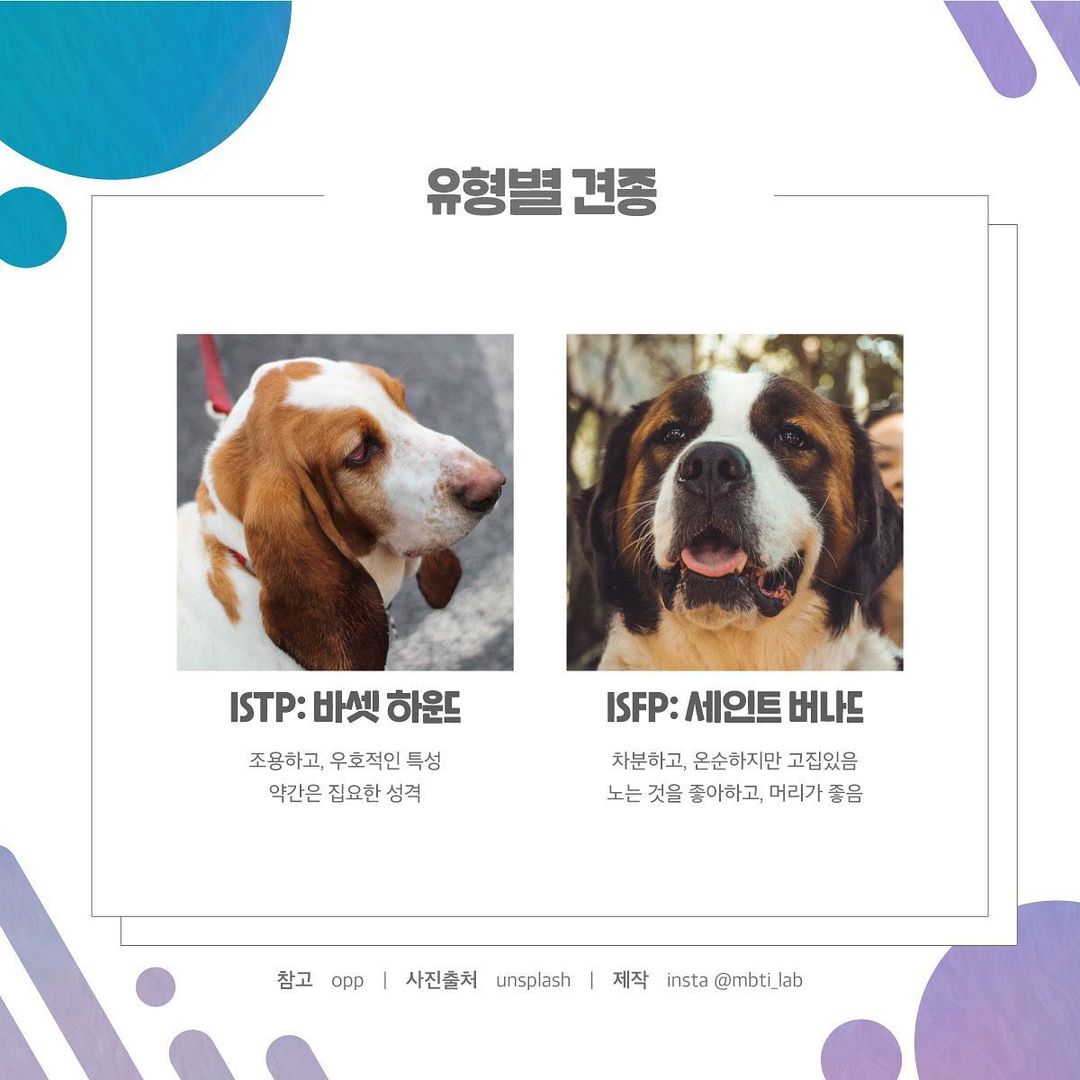 유형별 견종
ISTP: 바셋 하운드
조용하고, 우호적인 특성
약간은 집요한 성격
ISFP: 세인트 버나드
차분하고, 온순하지만 고집있음
노는 것을 좋아하고, 머리가 좋음
참고 opp | 사진출처 unsplash | 제작 insta @mbti_lab